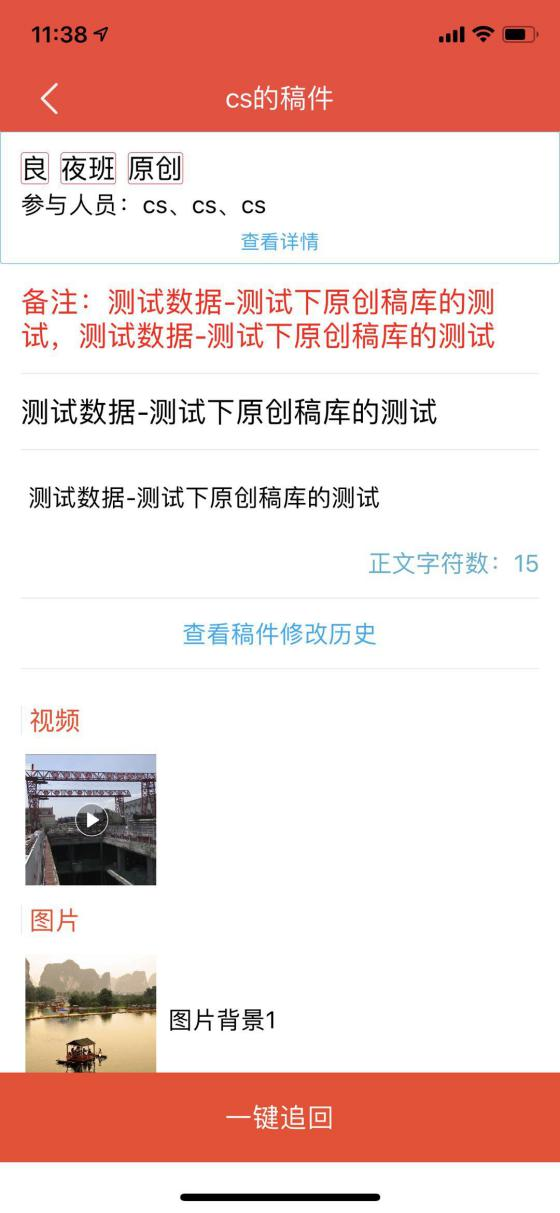 11:38
cs的稿件
良 夜班 原创
参与人员：cs、cs、cs
查看详情
备注：测试数据-测试下原创稿库的测
试，测试数据-测试下原创稿库的测试
测试数据-测试下原创稿库的测试
测试数据-测试下原创稿库的测试
正文字符数：15
查看稿件修改历史
视频
图片
图片背景1
一键追回